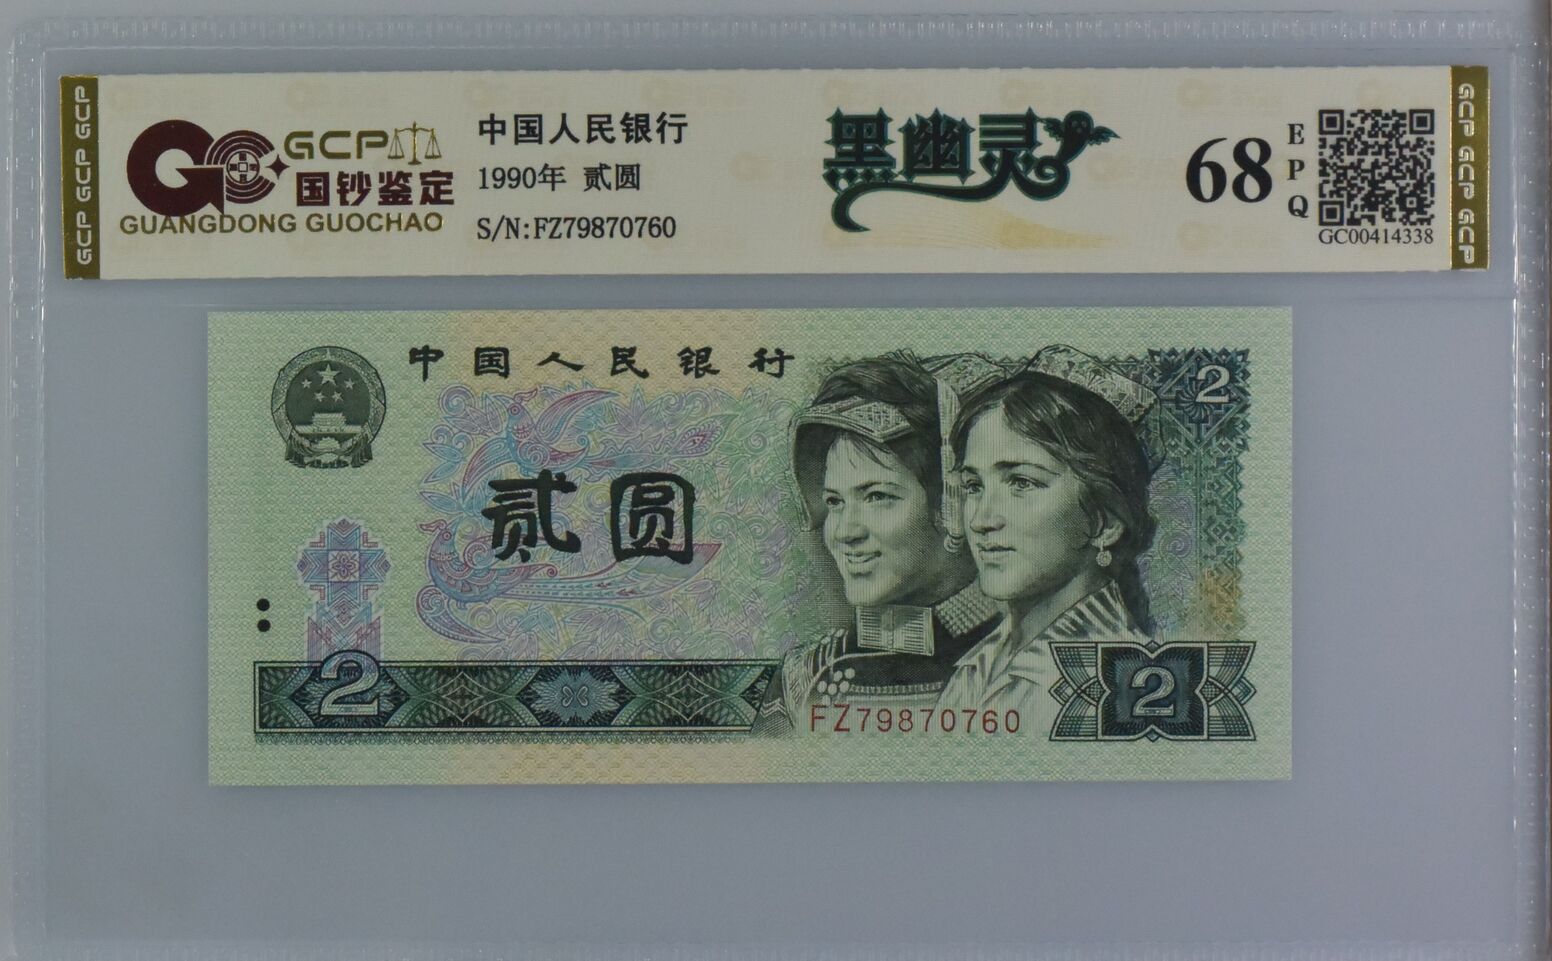 GCP GCP GCP
GCP
国钞鉴定
GUANGDONG GUOCHAO
中国人民银行
1990年 贰圆
S/N:FZ79870760
黑幽灵
68
EPQ
GC00414338
GCP GCP GCP
中国人民银行
2
贰圆
2
FZ79870760
2